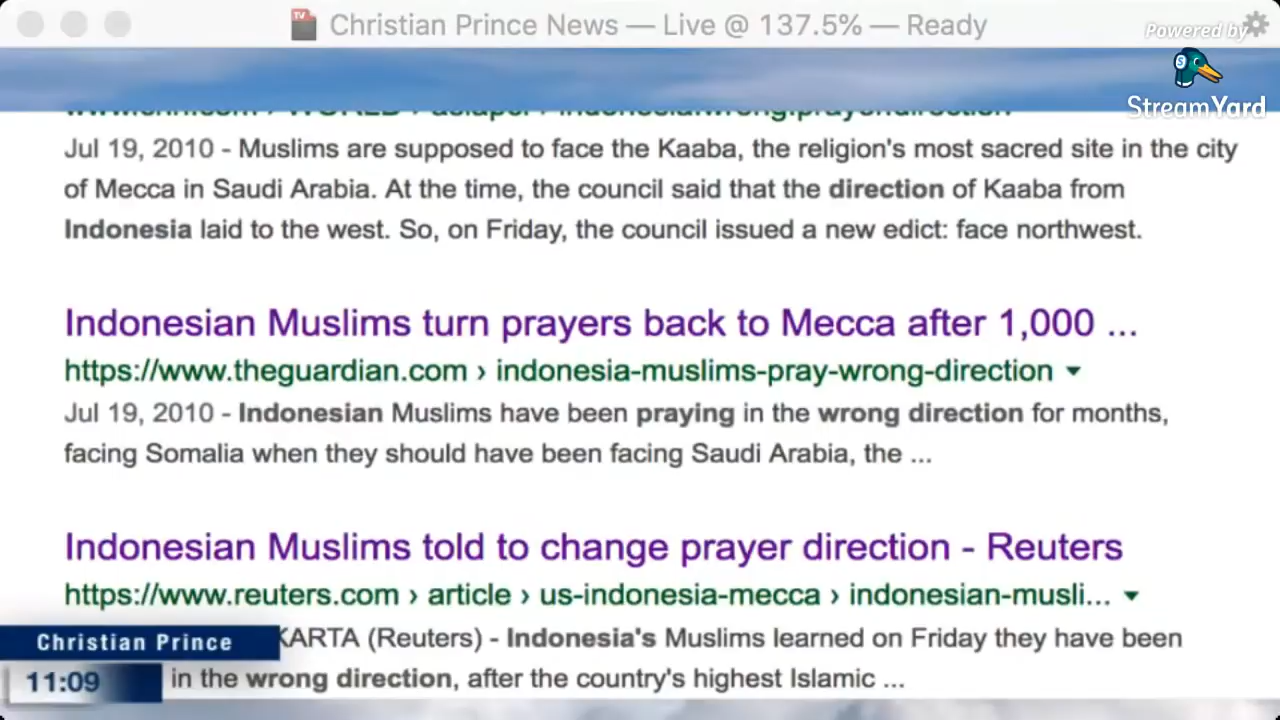 Christian Prince News — Live @ 137.5% — Ready
Powered by
StreamYard
Jul 19, 2010 - Muslims are supposed to face the Kaaba, the religion's most sacred site in the city
of Mecca in Saudi Arabia. At the time, the council said that the direction of Kaaba from
Indonesia laid to the west. So, on Friday, the council issued a new edict: face northwest.
Indonesian Muslims turn prayers back to Mecca after 1,000 ...
https://www.theguardian.com › indonesia-muslims-pray-wrong-direction
Jul 19, 2010 - Indonesian Muslims have been praying in the wrong direction for months,
facing Somalia when they should have been facing Saudi Arabia, the ...
Indonesian Muslims told to change prayer direction - Reuters
https://www.reuters.com › article › us-indonesia-mecca › indonesian-musli...
KARTA (Reuters) - Indonesia's Muslims learned on Friday they have been
in the wrong direction, after the country's highest Islamic ...
Christian Prince
11:09